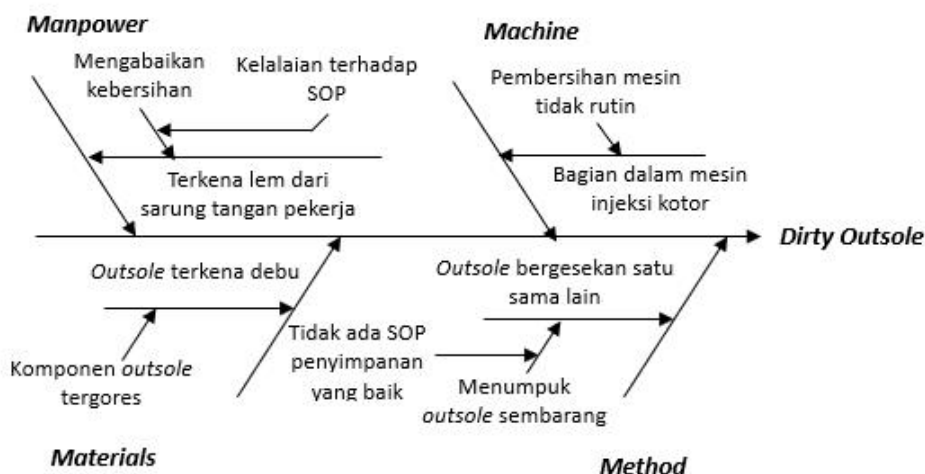 Manpower
Mengabaikan
kebersihan
Kelalaian terhadap
SOP
Terkena lem dari
sarung tangan pekerja
Machine
Pembersihan mesin
tidak rutin
Bagian dalam mesin
injeksi kotor
Dirty Outsole
Outsole terkena debu
Komponen outsole
tergores
Materials
Outsole bergesekan satu
sama lain
Tidak ada SOP
penyimpanan
yang baik
Menumpuk
outsole sembarang
Method